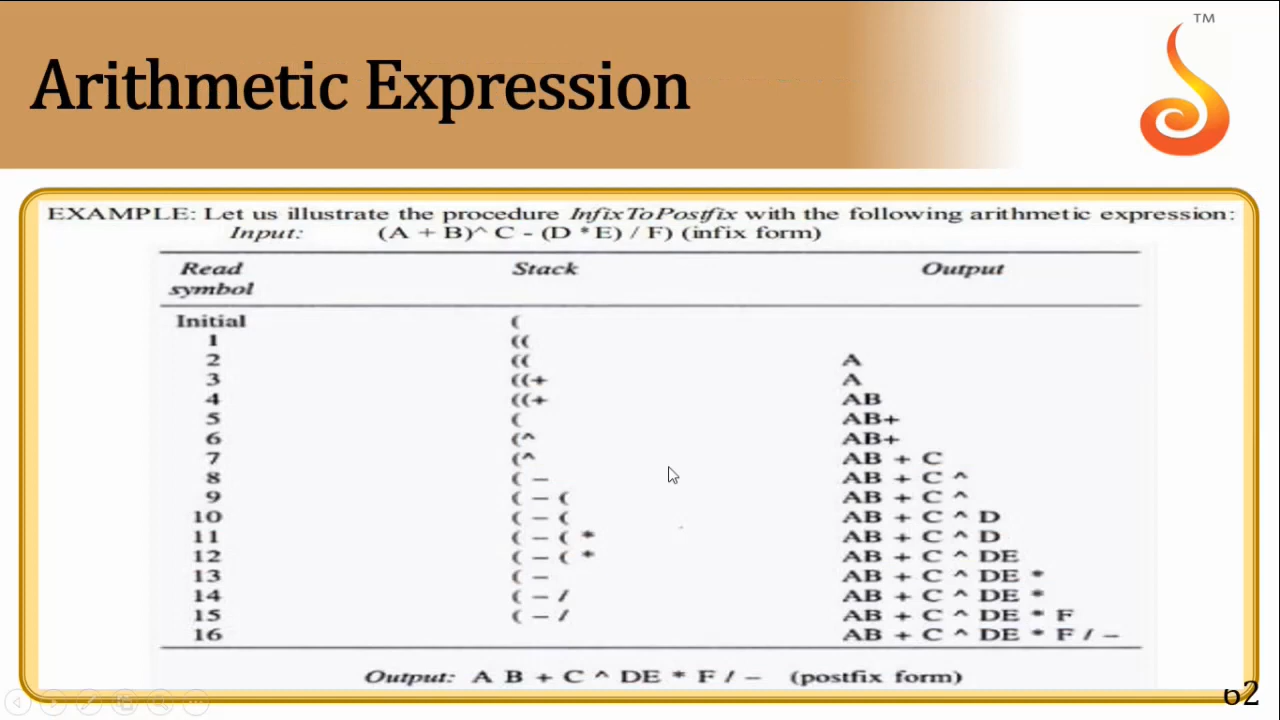 TM
Arithmetic Expression
EXAMPLE: Let us illustrate the procedure InfixToPostfix with the following arithmetic expression:
Input: (A + B)^ C - (D * E) / F) (infix form)
Read symbol Stack Output
Initial (
1 ((
2 (( A
3 ((+ A
4 ((+ AB
5 ( AB+
6 (^ AB+
7 (^ AB + C
8 ( – AB + C ^
9 ( – ( AB + C ^
10 ( – ( AB + C ^ D
11 ( – ( * AB + C ^ D
12 ( – ( * AB + C ^ DE
13 ( – AB + C ^ DE *
14 ( – / AB + C ^ DE *
15 ( – / AB + C ^ DE * F
16 AB + C ^ DE * F / –
Output: A B + C ^ DE * F / – (postfix form)
62